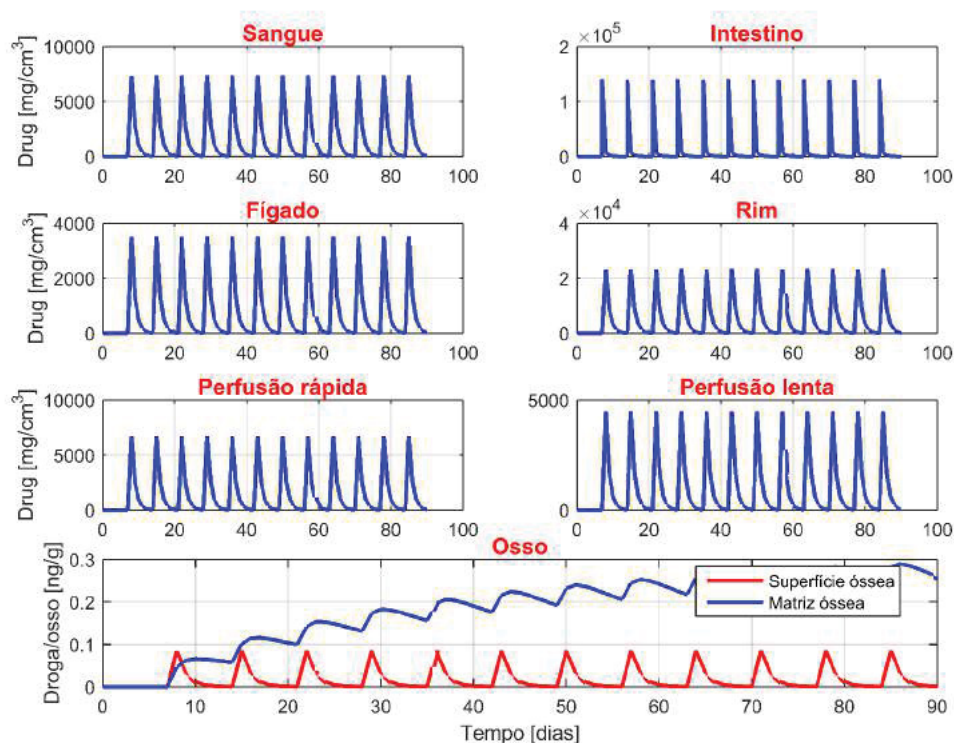 Sangue
Drug [mg/cm³]
10000
5000
0
0 20 40 60 80 100
Intestino
× 10⁵
2
1
0
0 20 40 60 80 100
Fígado
Drug [mg/cm³]
4000
2000
0
0 20 40 60 80 100
Rim
× 10⁴
4
2
0
0 20 40 60 80 100
Perfusão rápida
Drug [mg/cm³]
10000
5000
0
0 20 40 60 80 100
Perfusão lenta
5000
0
0 20 40 60 80 100
Osso
Droga/osso [ng/g]
0.3
0.2
0.1
0
Superfície óssea
Matriz óssea
0 10 20 30 40 50 60 70 80 90
Tempo [dias]